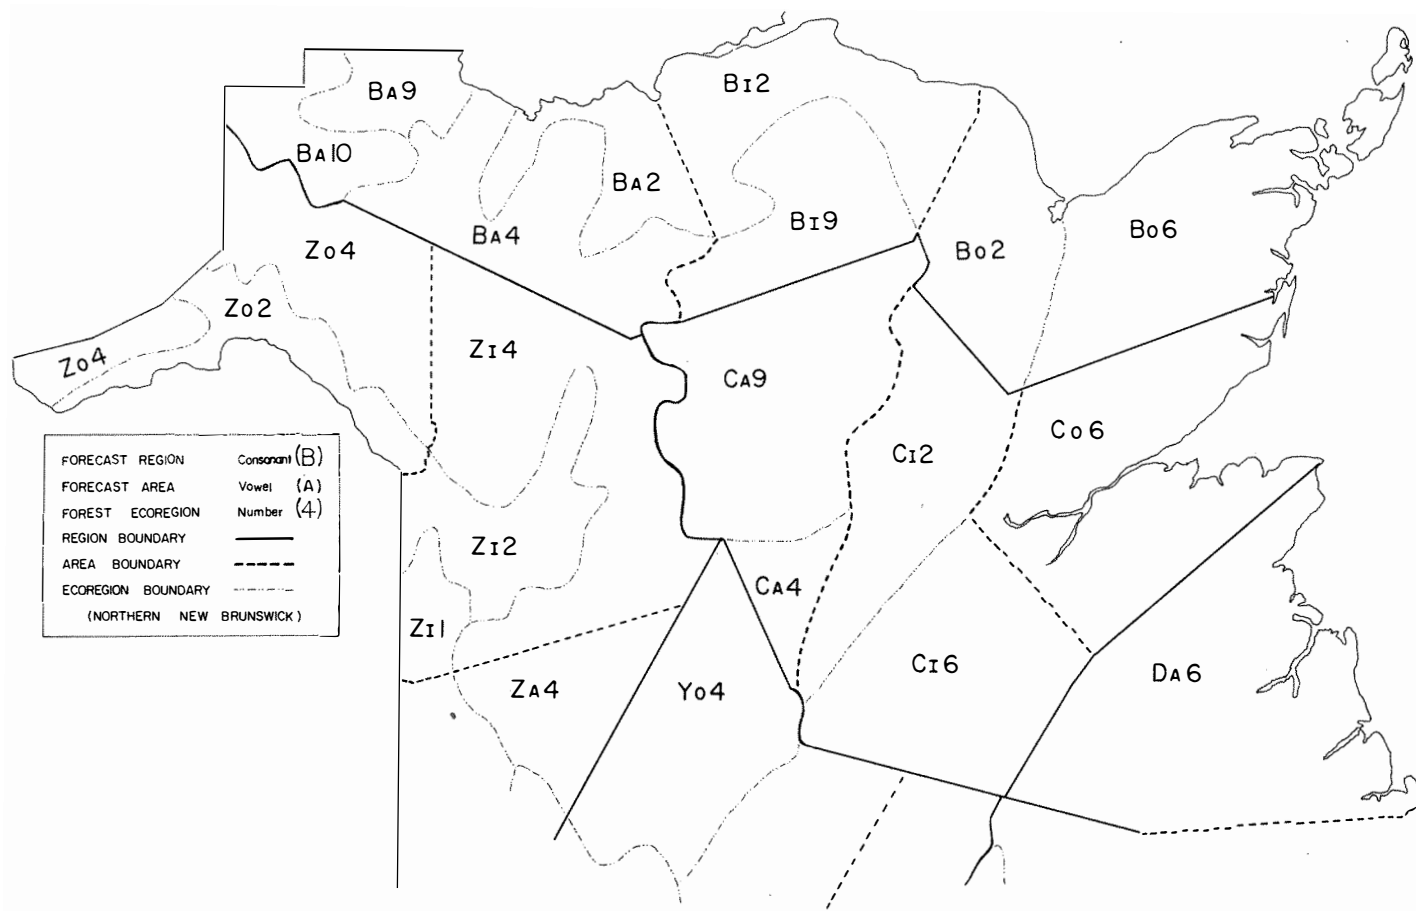 BI2
BA9
BA10
BA2
BI9
BO6
BA4
BO2
ZO4
ZO2
ZI4
ZO4
CA9
CO6
CI2
FORECAST REGION Consonant (B)
FORECAST AREA Vowel (A)
FOREST ECOREGION Number (4)
REGION BOUNDARY
AREA BOUNDARY
ECOREGION BOUNDARY
(NORTHERN NEW BRUNSWICK)
ZI2
CA4
ZI1
CI6
DA6
ZA4
YO4